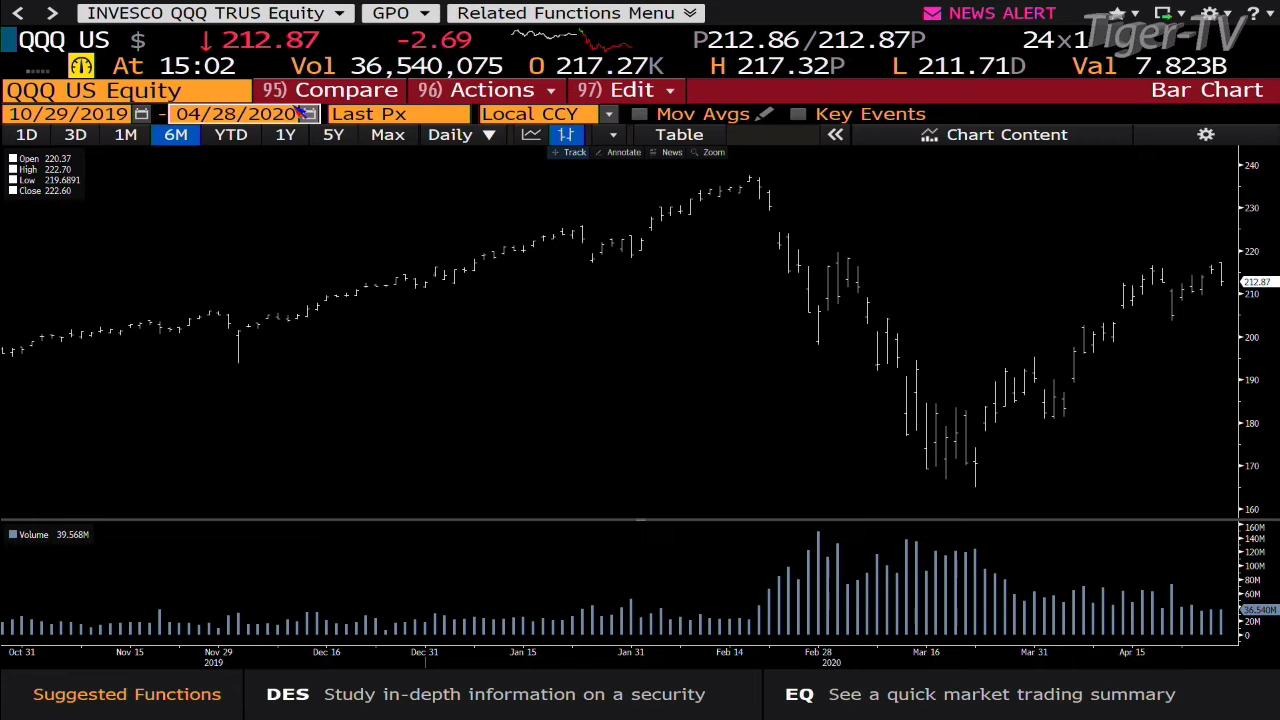 INVESCO QQQ TRUS Equity GPO Related Functions Menu NEWS ALERT ?
QQQ US $ ↓ 212.87 -2.69 P212.86/212.87P 24x1 Tiger-TV
At 15:02 Vol 36,540,075 O 217.27K H 217.32P L 211.71D Val 7.823B
QQQ US Equity 95) Compare 96) Actions 97) Edit Bar Chart
10/29/2019 - 04/28/2020 Last Px Local CCY Mov Avgs Key Events
1D 3D 1M 6M YTD 1Y 5Y Max Daily ▼ Table Chart Content
Track Annotate News Zoom
Open 220.37
High 222.70
Low 219.6891
Close 222.60
240
230
220
212.87
210
200
190
180
170
160
Volume 39.568M
160M
140M
120M
100M
80M
60M
36.540M
20M
0
Oct 31 Nov 15 Nov 29 Dec 16 Dec 31 Jan 15 Jan 31 Feb 14 Feb 28 Mar 16 Mar 31 Apr 15
2019 2020
Suggested Functions DES Study in-depth information on a security EQ See a quick market trading summary